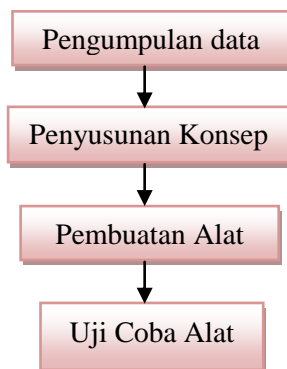 Pengumpulan data
Penyusunan Konsep
Pembuatan Alat
Uji Coba Alat